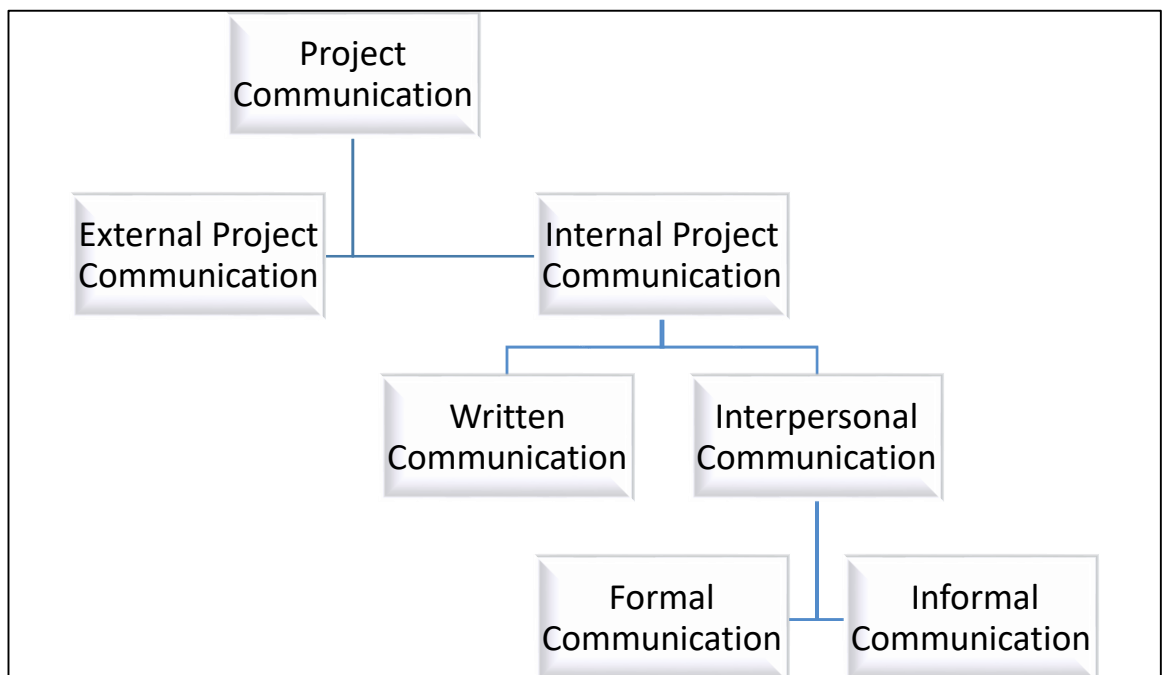 Project
Communication
External Project
Communication
Internal Project
Communication
Written
Communication
Interpersonal
Communication
Formal
Communication
Informal
Communication